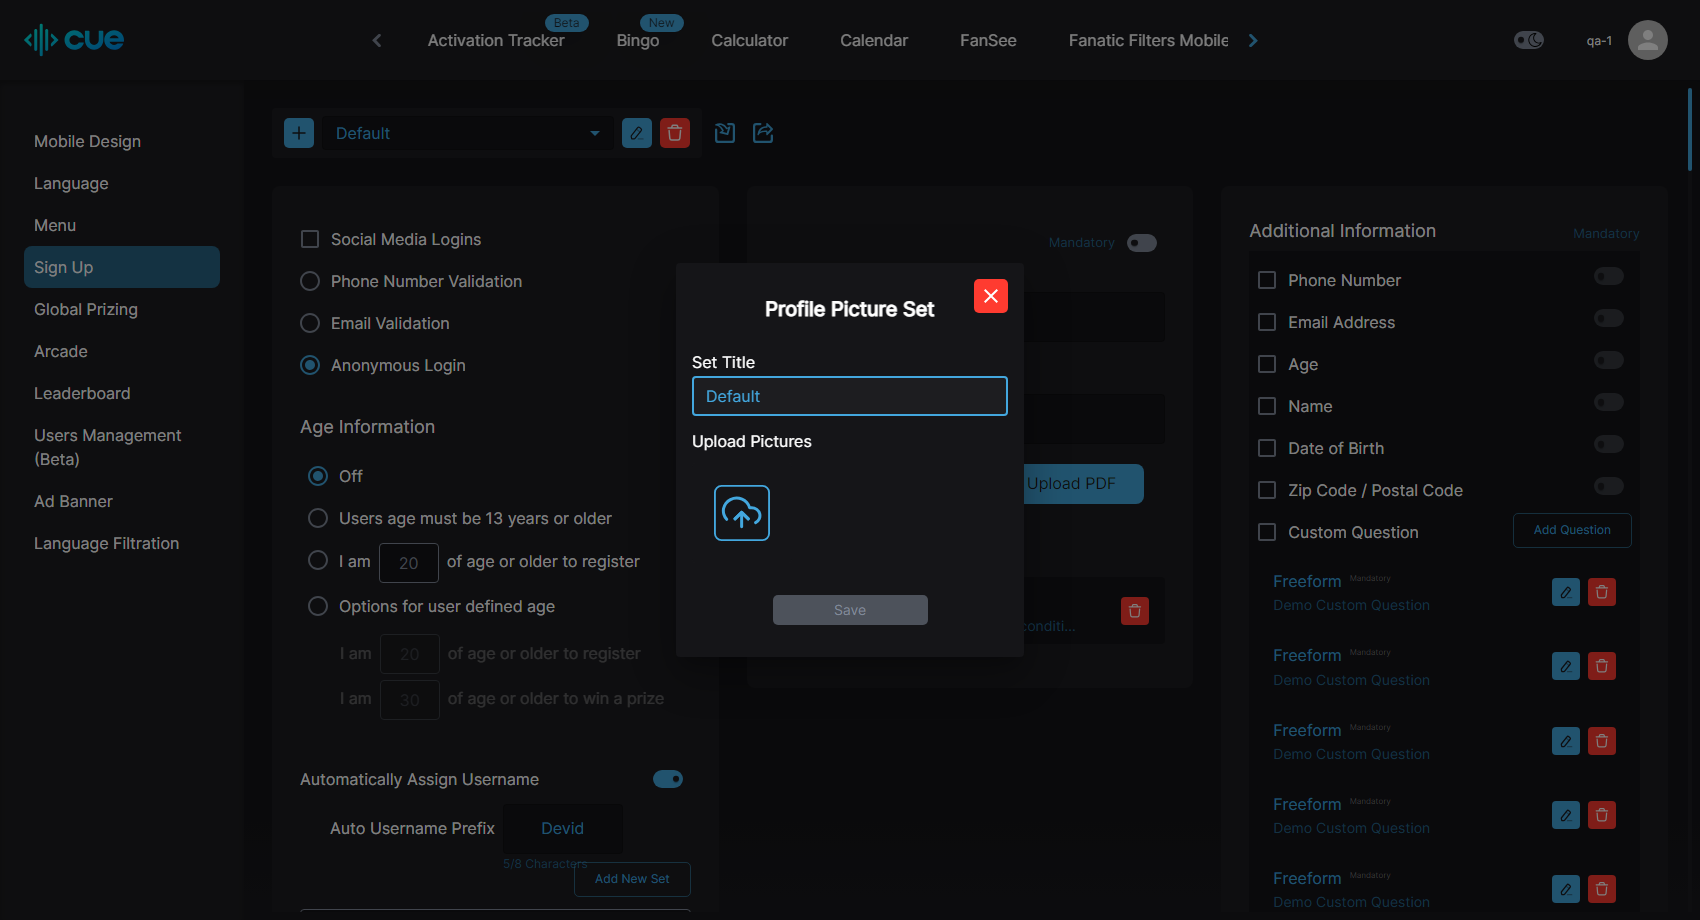 cue
Activation Tracker
Beta
Bingo
New
Calculator
Calendar
FanSee
Fanatic Filters Mobile
qa-1
Mobile Design
Language
Menu
Sign Up
Global Prizing
Arcade
Leaderboard
Users Management
(Beta)
Ad Banner
Language Filtration
Default
Social Media Logins
Phone Number Validation
Email Validation
Anonymous Login
Age Information
Off
Users age must be 13 years or older
I am 20 of age or older to register
Options for user defined age
I am 20 of age or older to register
I am 30 of age or older to win a prize
Automatically Assign Username
Auto Username Prefix Devid
5/8 Characters
Add New Set
Mandatory
Upload PDF
conditi...
Profile Picture Set
Set Title
Default
Upload Pictures
Save
Additional Information Mandatory
Phone Number
Email Address
Age
Name
Date of Birth
Zip Code / Postal Code
Custom Question Add Question
Freeform Mandatory
Demo Custom Question
Freeform Mandatory
Demo Custom Question
Freeform Mandatory
Demo Custom Question
Freeform Mandatory
Demo Custom Question
Freeform Mandatory
Demo Custom Question